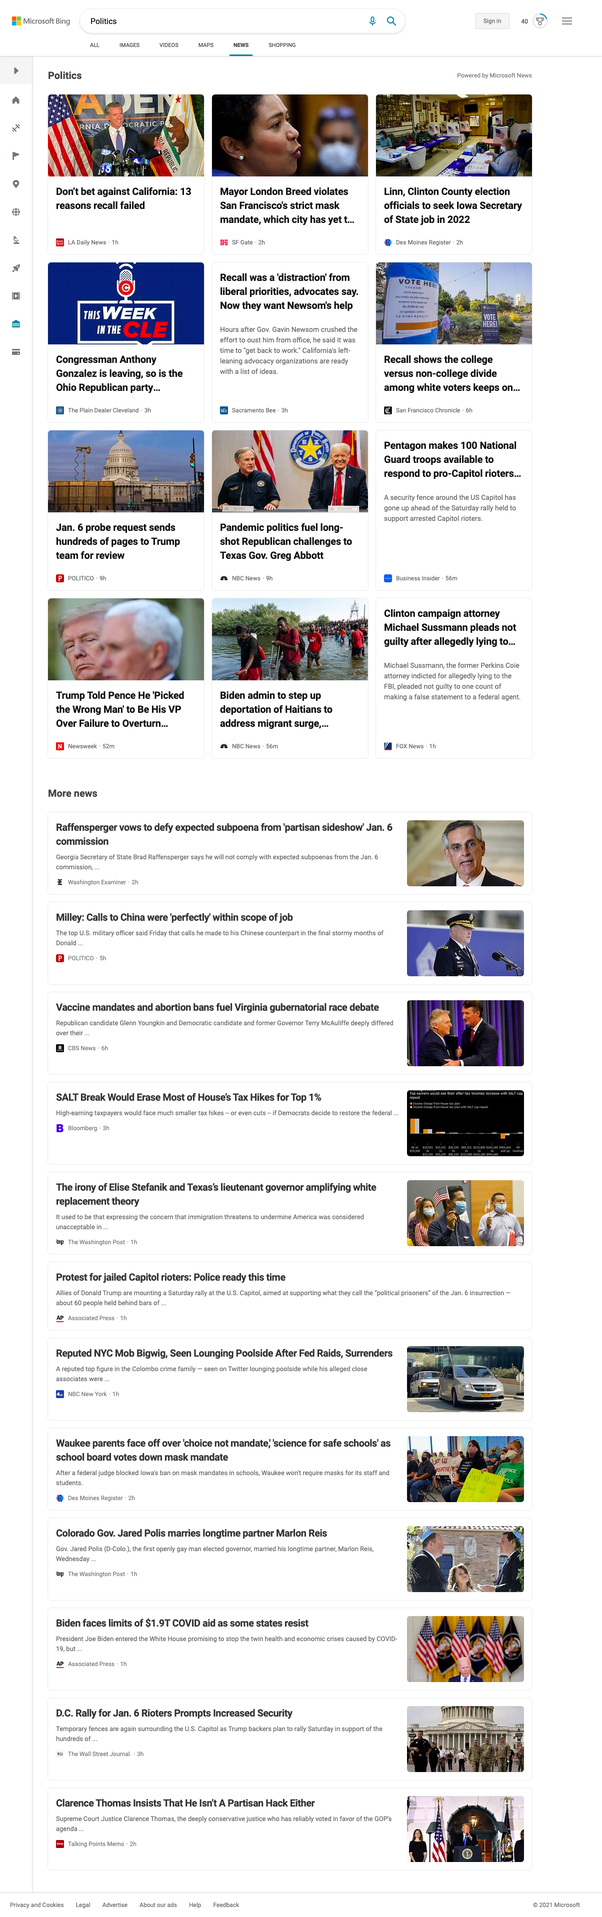 Microsoft Bing
Politics
Sign in
40
ALL
IMAGES
VIDEOS
MAPS
NEWS
SHOPPING
Politics
Powered by Microsoft News
Don't bet against California: 13
reasons recall failed
LA Daily News · 1h
Mayor London Breed violates
San Francisco's strict mask
mandate, which city has yet t...
SF Gate · 2h
Linn, Clinton County election
officials to seek Iowa Secretary
of State job in 2022
Des Moines Register · 2h
THIS WEEK
IN THE CLE
Congressman Anthony
Gonzalez is leaving, so is the
Ohio Republican party...
The Plain Dealer Cleveland · 3h
Recall was a 'distraction' from
liberal priorities, advocates say.
Now they want Newsom's help
Hours after Gov. Gavin Newsom crushed the
effort to oust him from office, he said it was
time to "get back to work." California's left-
leaning advocacy organizations are ready
with a list of ideas.
Sacramento Bee · 3h
VOTE HERE
VOTE
HERE!
Recall shows the college
versus non-college divide
among white voters keeps on...
San Francisco Chronicle · 6h
Jan. 6 probe request sends
hundreds of pages to Trump
team for review
POLITICO · 9h
Pandemic politics fuel long-
shot Republican challenges to
Texas Gov. Greg Abbott
NBC News · 9h
Pentagon makes 100 National
Guard troops available to
respond to pro-Capitol rioters...
A security fence around the US Capitol has
gone up ahead of the Saturday rally held to
support arrested Capitol rioters.
Business Insider · 56m
Trump Told Pence He 'Picked
the Wrong Man' to Be His VP
Over Failure to Overturn...
Newsweek · 52m
Biden admin to step up
deportation of Haitians to
address migrant surge,...
NBC News · 56m
Clinton campaign attorney
Michael Sussmann pleads not
guilty after allegedly lying to...
Michael Sussmann, the former Perkins Coie
attorney indicted for allegedly lying to the
FBI, pleaded not guilty to one count of
making a false statement to a federal agent.
FOX News · 1h
More news
Raffensperger vows to defy expected subpoena from 'partisan sideshow' Jan. 6
commission
Georgia Secretary of State Brad Raffensperger says he will not comply with expected subpoenas from the Jan. 6
commission, ...
Washington Examiner · 2h
Milley: Calls to China were 'perfectly' within scope of job
The top U.S. military officer said Friday that calls he made to his Chinese counterpart in the final stormy months of
Donald ...
POLITICO · 5h
Vaccine mandates and abortion bans fuel Virginia gubernatorial race debate
Republican candidate Glenn Youngkin and Democratic candidate and former Governor Terry McAuliffe deeply differed
over their ...
CBS News · 6h
SALT Break Would Erase Most of House's Tax Hikes for Top 1%
High-earning taxpayers would face much smaller tax hikes – or even cuts – if Democrats decide to restore the federal ...
Bloomberg · 3h
The irony of Elise Stefanik and Texas's lieutenant governor amplifying white
replacement theory
It used to be that expressing the concern that immigration threatens to undermine America was considered
unacceptable in ...
The Washington Post · 1h
Protest for jailed Capitol rioters: Police ready this time
Allies of Donald Trump are mounting a Saturday rally at the U.S. Capitol, aimed at supporting what they call the "political prisoners" of the Jan. 6 insurrection —
about 60 people held behind bars of ...
Associated Press · 1h
Reputed NYC Mob Bigwig, Seen Lounging Poolside After Fed Raids, Surrenders
A reputed top figure in the Colombo crime family — seen on Twitter lounging poolside while his alleged close
associates were ...
NBC New York · 1h
Waukee parents face off over 'choice not mandate,' 'science for safe schools' as
school board votes down mask mandate
After a federal judge blocked Iowa's ban on mask mandates in schools, Waukee won't require masks for its staff and
students.
Des Moines Register · 2h
Colorado Gov. Jared Polis marries longtime partner Marlon Reis
Gov. Jared Polis (D-Colo.), the first openly gay man elected governor, married his longtime partner, Marlon Reis,
Wednesday ...
The Washington Post · 1h
Biden faces limits of $1.9T COVID aid as some states resist
President Joe Biden entered the White House promising to stop the twin health and economic crises caused by COVID-
19, but ...
Associated Press · 1h
D.C. Rally for Jan. 6 Rioters Prompts Increased Security
Temporary fences are again surrounding the U.S. Capitol as Trump backers plan to rally Saturday in support of the
hundreds of ...
The Wall Street Journal. · 3h
Clarence Thomas Insists That He Isn't A Partisan Hack Either
Supreme Court Justice Clarence Thomas, the deeply conservative justice who has reliably voted in favor of the GOP's
agenda ...
Talking Points Memo · 2h
Privacy and Cookies
Legal
Advertise
About our ads
Help
Feedback
© 2021 Microsoft